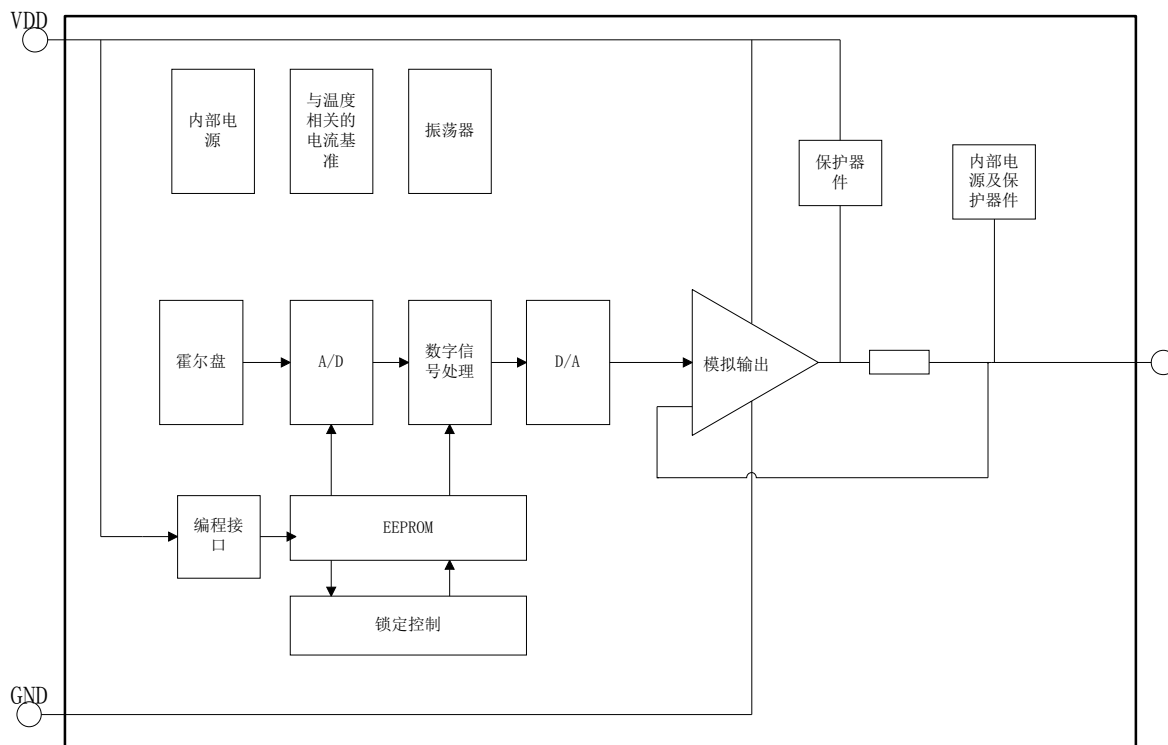 VDD
内部电
源
与温度
相关的
电流基
准
振荡器
保护器
件
内部电
源及保
护器件
霍尔盘
A/D
数字信
号处理
D/A
模拟输出
编程接
口
EEPROM
锁定控制
GND